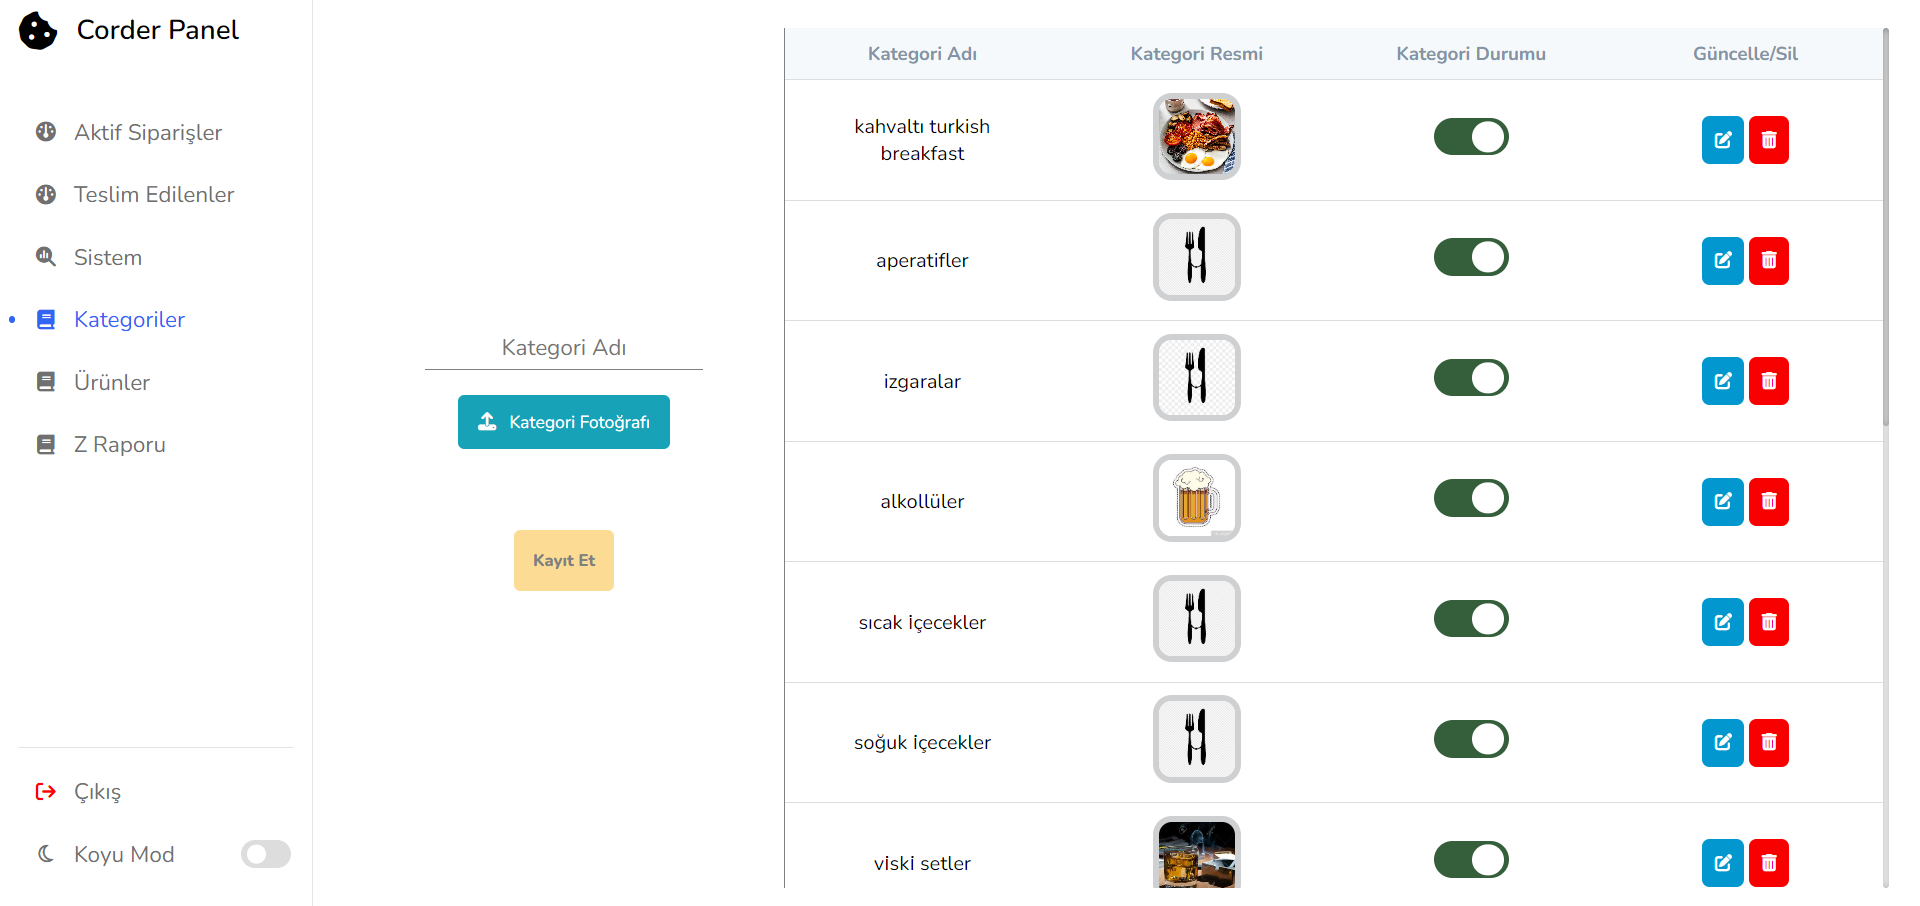 Corder Panel
Aktif Siparişler
Teslim Edilenler
Sistem
Kategoriler
Ürünler
Z Raporu
Çıkış
Koyu Mod
Kategori Adı
Kategori Fotoğrafı
Kayıt Et
Kategori Adı Kategori Resmi Kategori Durumu Güncelle/Sil
kahvaltı turkish
breakfast
aperatifler
izgaralar
alkollüler
sıcak içecekler
soğuk içecekler
viski setler